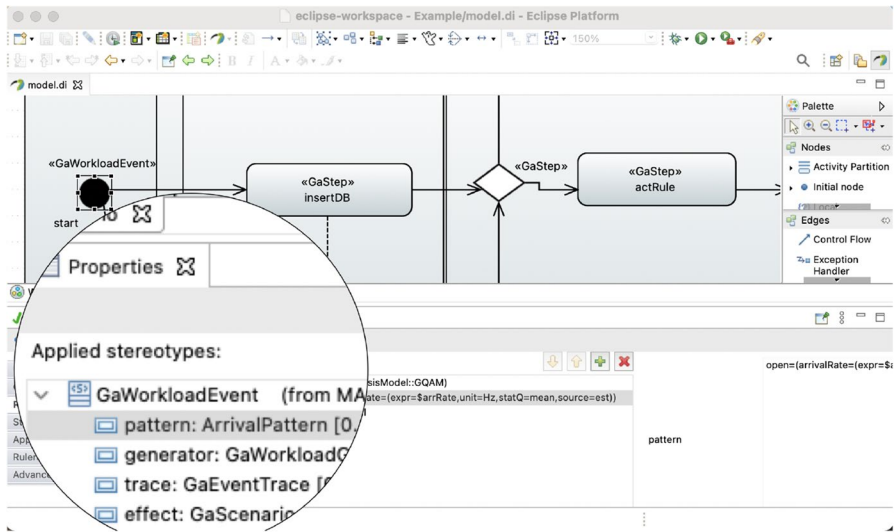 eclipse-workspace - Example/model.di - Eclipse Platform
150%
B I A
model.di
Palette
Nodes
Activity Partition
Initial node
Edges
Control Flow
Exception
Handler
«GaWorkloadEvent»
start
«GaStep»
insertDB
«GaStep»
«GaStep»
actRule
Properties
Applied stereotypes:
GaWorkloadEvent (from MA
sisModel::GQAM)
pattern: ArrivalPattern [0.
ate=(expr=$arrRate,unit=Hz,statQ=mean,source=est))
generator: GaWorkloadG
trace: GaEventTrace [
effect: GaScenario
App
Ruler
Advance
pattern
open=(arrivalRate=(expr=$a